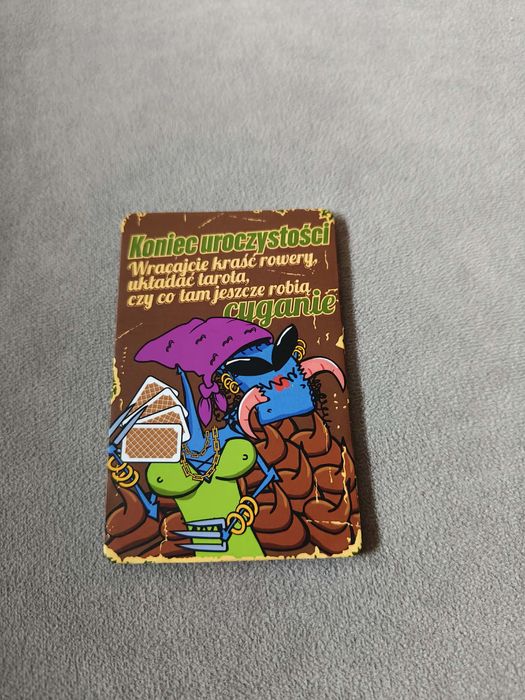 Koniec uroczystości
Wracajcie kraść rowery,
układać tarota,
czy co tam jeszcze robią
cyganie